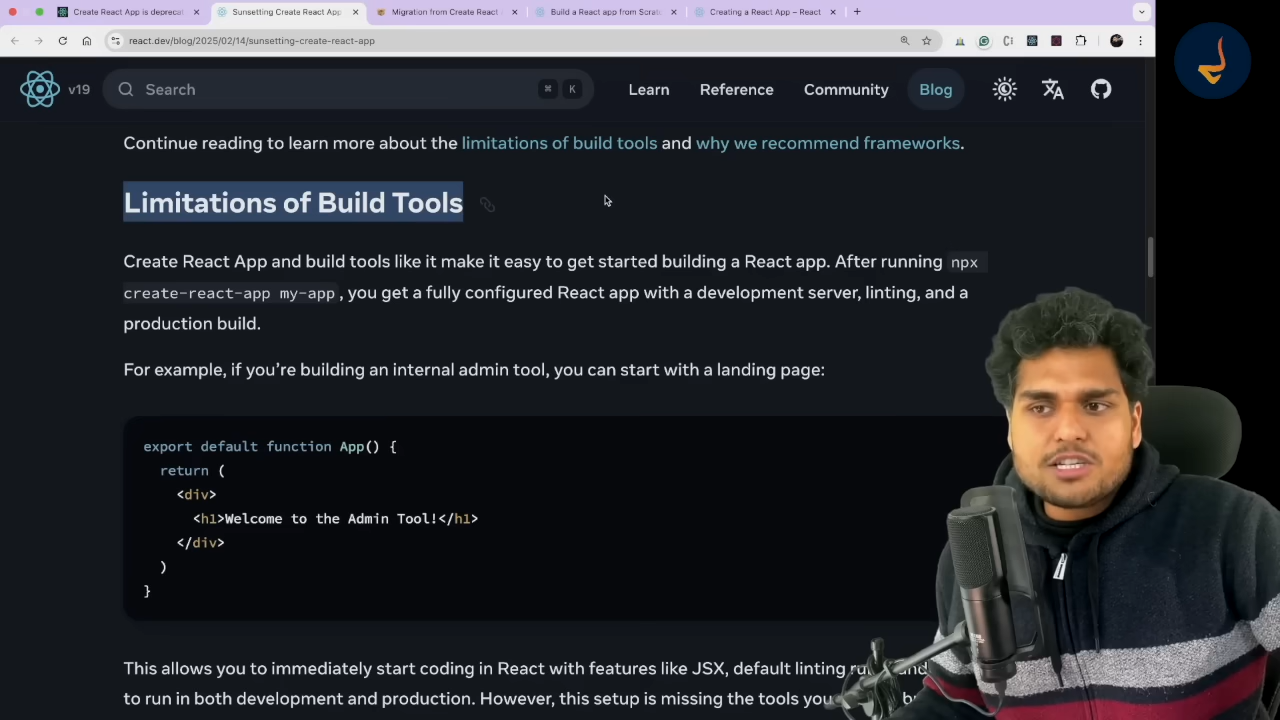 Create React App is deprecat
Sunsetting Create React App
Migration from Create React
Build a React app from Scrat
Creating a React App – React
react.dev/blog/2025/02/14/sunsetting-create-react-app
v19
Search
⌘ K
Learn
Reference
Community
Blog
Continue reading to learn more about the limitations of build tools and why we recommend frameworks.
Limitations of Build Tools
Create React App and build tools like it make it easy to get started building a React app. After running npx
create-react-app my-app, you get a fully configured React app with a development server, linting, and a
production build.
For example, if you’re building an internal admin tool, you can start with a landing page:
export default function App() {
return (
<div>
<h1>Welcome to the Admin Tool!</h1>
</div>
)
}
This allows you to immediately start coding in React with features like JSX, default linting
to run in both development and production. However, this setup is missing the tools you